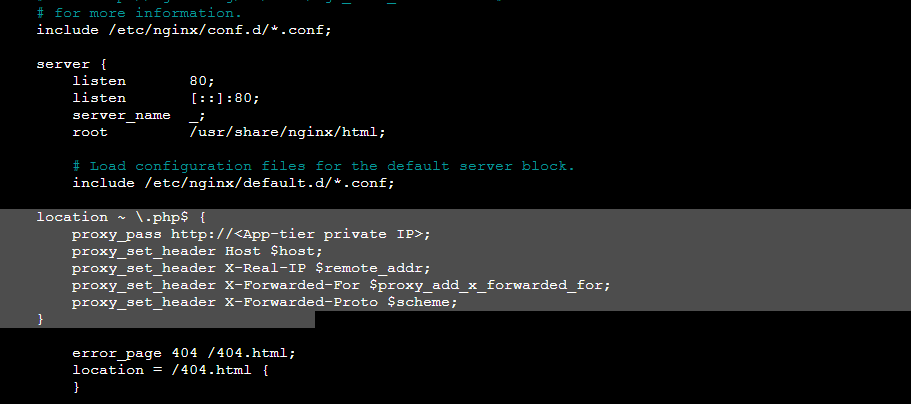 # for more information.
include /etc/nginx/conf.d/*.conf;
server {
listen 80;
listen [::]:80;
server_name _;
root /usr/share/nginx/html;
# Load configuration files for the default server block.
include /etc/nginx/default.d/*.conf;
location ~ \.php$ {
proxy_pass http://<App-tier private IP>;
proxy_set_header Host $host;
proxy_set_header X-Real-IP $remote_addr;
proxy_set_header X-Forwarded-For $proxy_add_x_forwarded_for;
proxy_set_header X-Forwarded-Proto $scheme;
}
error_page 404 /404.html;
location = /404.html {
}